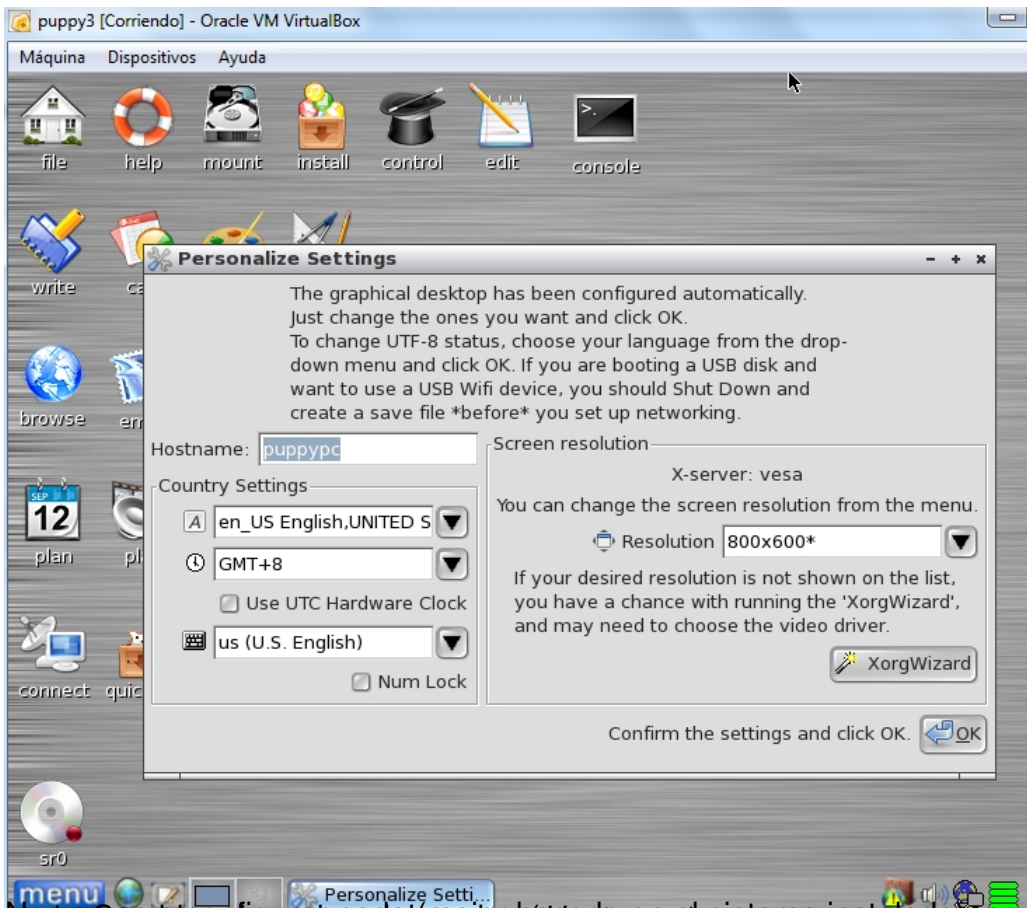 puppy3 [Corriendo] - Oracle VM VirtualBox
Máquina Dispositivos Ayuda
file help mount install control edit console
write
Personalize Settings
The graphical desktop has been configured automatically.
Just change the ones you want and click OK.
To change UTF-8 status, choose your language from the drop-
down menu and click OK. If you are booting a USB disk and
want to use a USB Wifi device, you should Shut Down and
create a save file *before* you set up networking.
browse
Hostname: puppypc
Country Settings
en_US English,UNITED S
GMT+8
Use UTC Hardware Clock
us (U.S. English)
Num Lock
Screen resolution
X-server: vesa
You can change the screen resolution from the menu.
Resolution 800x600*
If your desired resolution is not shown on the list,
you have a chance with running the 'XorgWizard',
and may need to choose the video driver.
XorgWizard
Confirm the settings and click OK. OK
SEP
12
plan
connect quic
sr0
menu Personalize Setti...